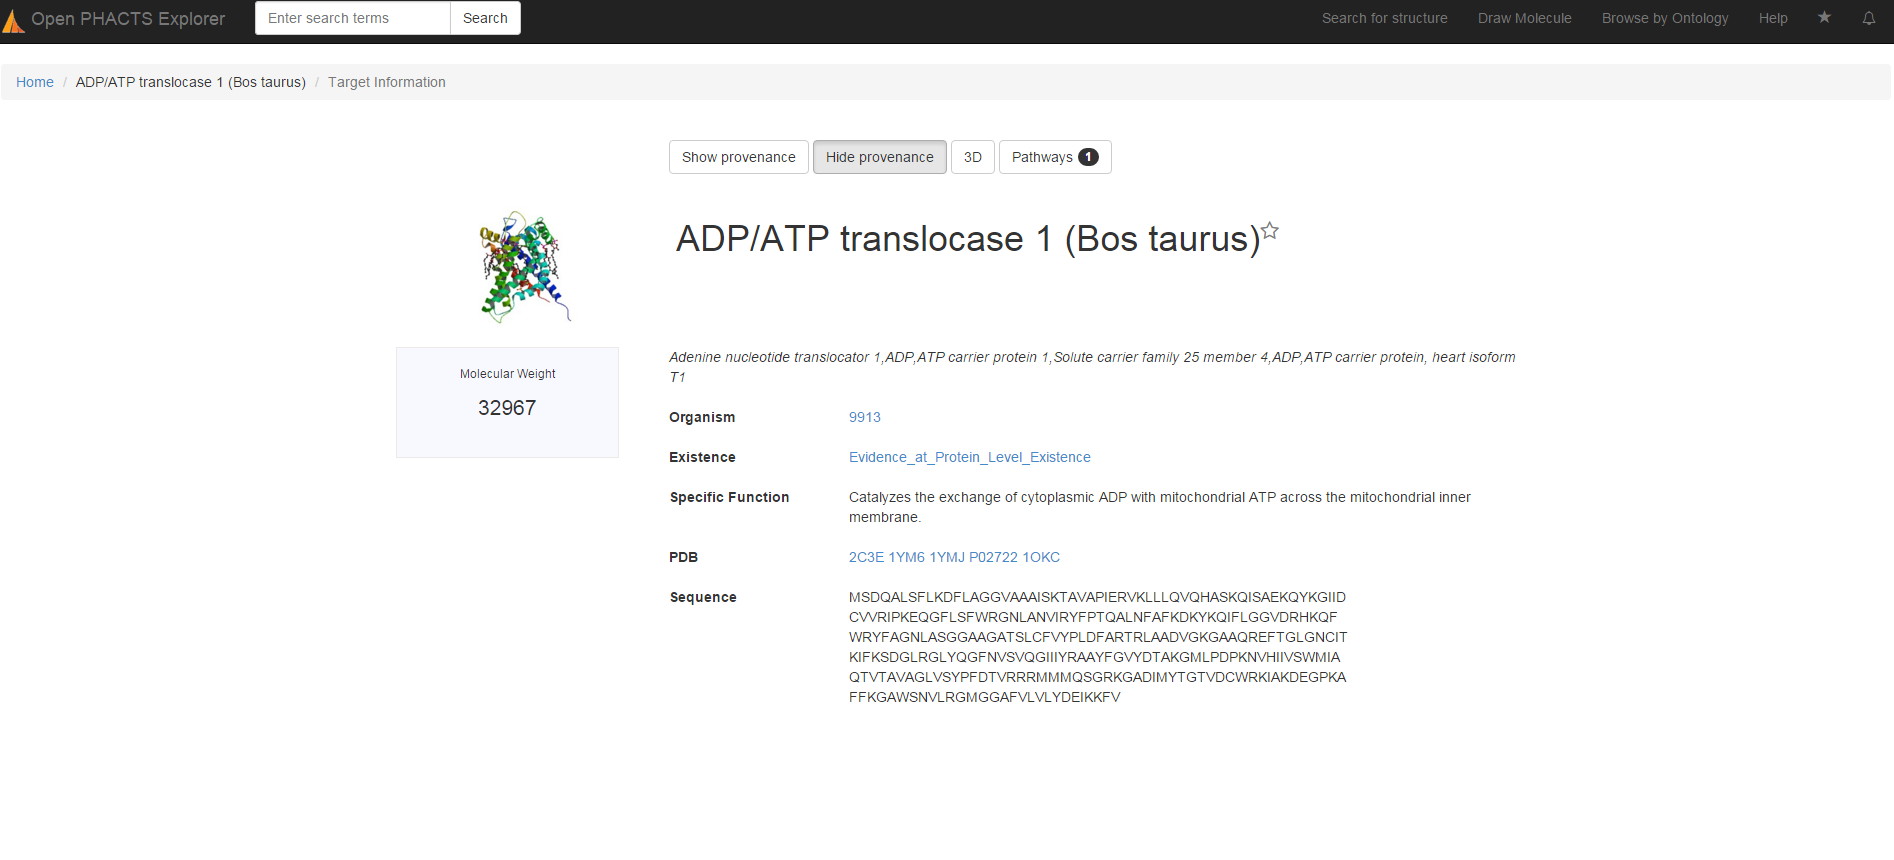 Open PHACTS Explorer Enter search terms Search Search for structure Draw Molecule Browse by Ontology Help
Home / ADP/ATP translocase 1 (Bos taurus) / Target Information
Show provenance Hide provenance 3D Pathways 1
ADP/ATP translocase 1 (Bos taurus)
Molecular Weight
32967
Adenine nucleotide translocator 1,ADP,ATP carrier protein 1,Solute carrier family 25 member 4,ADP,ATP carrier protein, heart isoform
T1
Organism 9913
Existence Evidence_at_Protein_Level_Existence
Specific Function Catalyzes the exchange of cytoplasmic ADP with mitochondrial ATP across the mitochondrial inner
membrane.
PDB 2C3E 1YM6 1YMJ P02722 1OKC
Sequence MSDQALSFLKDFLAGGVAAAISKTAVAPIERVKLLLQVQHASKQISAEKQYKGIID
CVVRIPKEQGFLSFWRGNLANVIRYFPTQALNFAFKDKYKQIFLGGVDRHKQF
WRYFAGNLASGGAAGATSLCFVYPLDFARTRLAADVGKGAAQREFTGLGNCIT
KIFKSDGLRGLYQGFNVSVQGIIIYRAAYFGVYDTAKGMLPDPKNVHIIVSWMIA
QTVTAVAGLVSYPFDTVRRRMMMQSGRKGADIMYTGTVDCWRKIAKDEGPKA
FFKGAWSNVLRGMGGAFVLVLYDEIKKFV